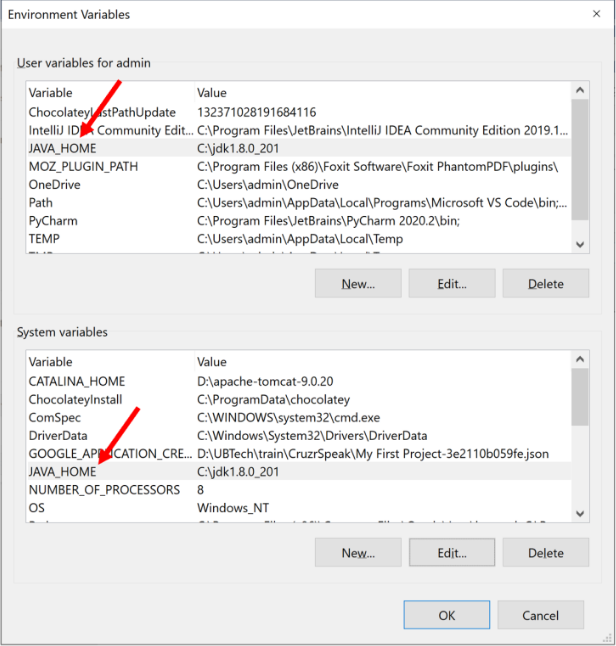 Environment Variables
User variables for admin
Variable Value
Chocolatey astPathUpdate 132371028191684116
IntelliJ IDEA Community Edit... C:\Program Files\JetBrains\IntelliJ IDEA Community Edition 2019.1...
JAVA_HOME C:\jdk1.8.0_201
MOZ_PLUGIN_PATH C:\Program Files (x86)\Foxit Software\Foxit PhantomPDF\plugins\
OneDrive C:\Users\admin\OneDrive
Path C:\Users\admin\AppData\Local\Programs\Microsoft VS Code\bin;...
PyCharm C:\Program Files\JetBrains\PyCharm 2020.2\bin;
TEMP C:\Users\admin\AppData\Local\Temp
New... Edit... Delete
System variables
Variable Value
CATALINA_HOME D:\apache-tomcat-9.0.20
ChocolateyInstall C:\ProgramData\chocolatey
ComSpec C:\WINDOWS\system32\cmd.exe
DriverData C:\Windows\System32\Drivers\DriverData
GOOGLE_APPLICATION_CRE... D:\UBTech\train\CruzrSpeak\My First Project-3e2110b059fe.json
JAVA_HOME C:\jdk1.8.0_201
NUMBER_OF_PROCESSORS 8
OS Windows_NT
New... Edit... Delete
OK Cancel